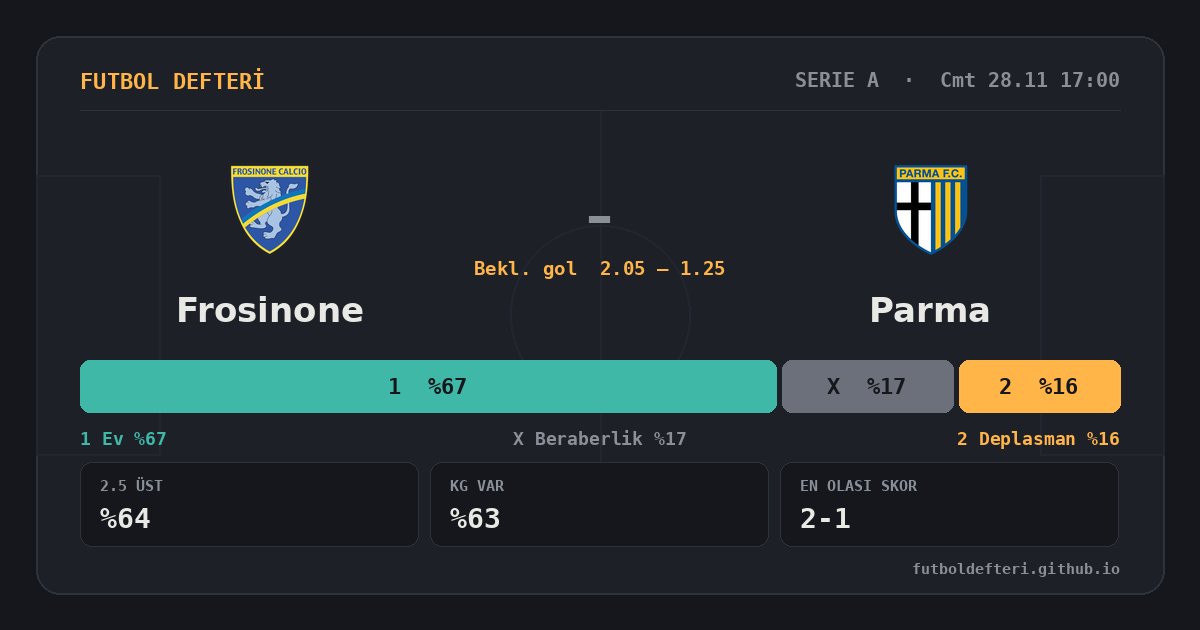 FUTBOL DEFTERİ
SERIE A · Cmt 28.11 17:00
FROSINONE CALCIO
PARMA F.C.
–
Bekl. gol 2.05 – 1.25
Frosinone
Parma
1 %67
X %17
2 %16
1 Ev %67
X Beraberlik %17
2 Deplasman %16
2.5 ÜST
%64
KG VAR
%63
EN OLASI SKOR
2-1
futboldefteri.github.io